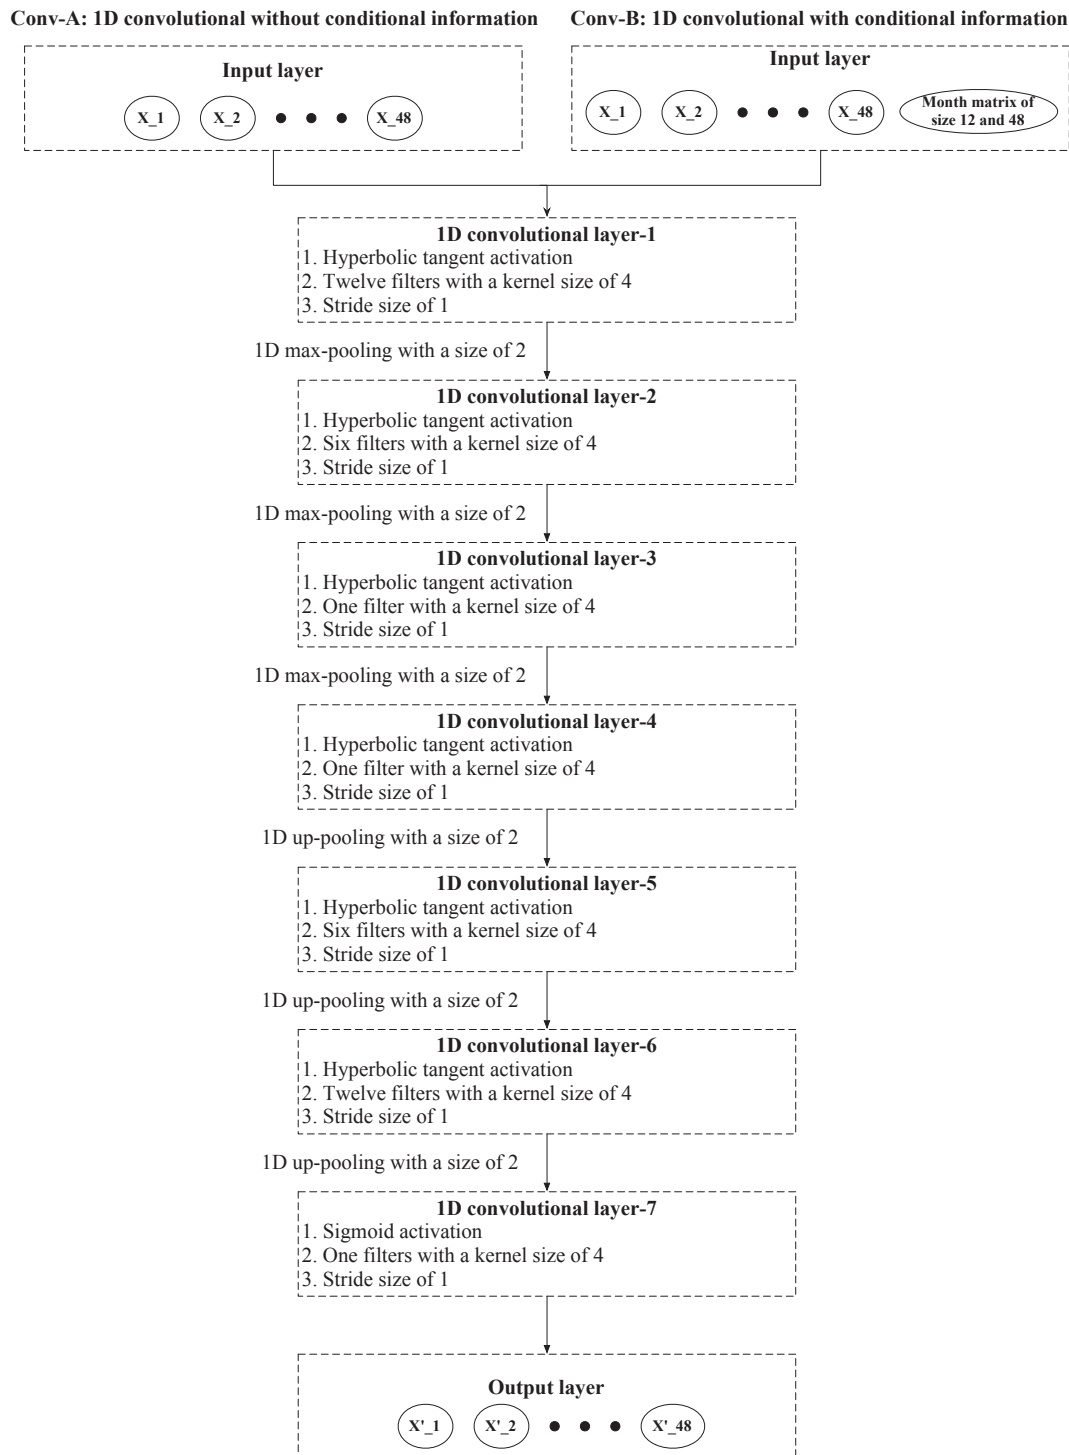 Conv-A: 1D convolutional without conditional information
Input layer
X_1 X_2 X_48
Conv-B: 1D convolutional with conditional information
Input layer
X_1 X_2 X_48
Month matrix of
size 12 and 48
1D convolutional layer-1
1. Hyperbolic tangent activation
2. Twelve filters with a kernel size of 4
3. Stride size of 1
1D max-pooling with a size of 2
1D convolutional layer-2
1. Hyperbolic tangent activation
2. Six filters with a kernel size of 4
3. Stride size of 1
1D max-pooling with a size of 2
1D convolutional layer-3
1. Hyperbolic tangent activation
2. One filter with a kernel size of 4
3. Stride size of 1
1D max-pooling with a size of 2
1D convolutional layer-4
1. Hyperbolic tangent activation
2. One filter with a kernel size of 4
3. Stride size of 1
1D up-pooling with a size of 2
1D convolutional layer-5
1. Hyperbolic tangent activation
2. Six filters with a kernel size of 4
3. Stride size of 1
1D up-pooling with a size of 2
1D convolutional layer-6
1. Hyperbolic tangent activation
2. Twelve filters with a kernel size of 4
3. Stride size of 1
1D up-pooling with a size of 2
1D convolutional layer-7
1. Sigmoid activation
2. One filters with a kernel size of 4
3. Stride size of 1
Output layer
X'_1 X'_2 X'_48